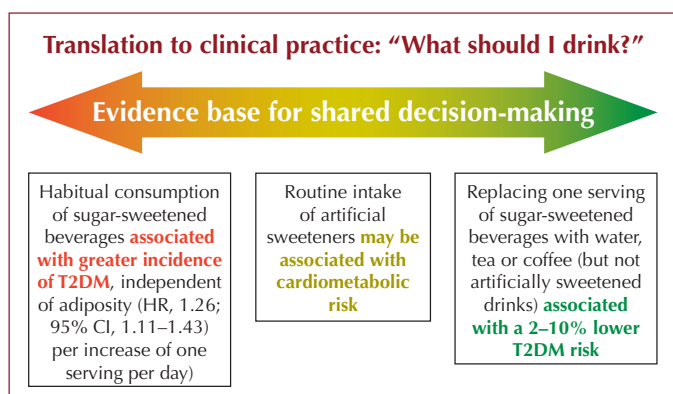 Translation to clinical practice: “What should I drink?”
Evidence base for shared decision-making
Habitual consumption
of sugar-sweetened
beverages associated
with greater incidence
of T2DM, independent
of adiposity (HR, 1.26;
95% CI, 1.11–1.43)
per increase of one
serving per day)
Routine intake
of artificial
sweeteners may be
associated with
cardiometabolic
risk
Replacing one serving
of sugar-sweetened
beverages with water,
tea or coffee (but not
artificially sweetened
drinks) associated
with a 2–10% lower
T2DM risk